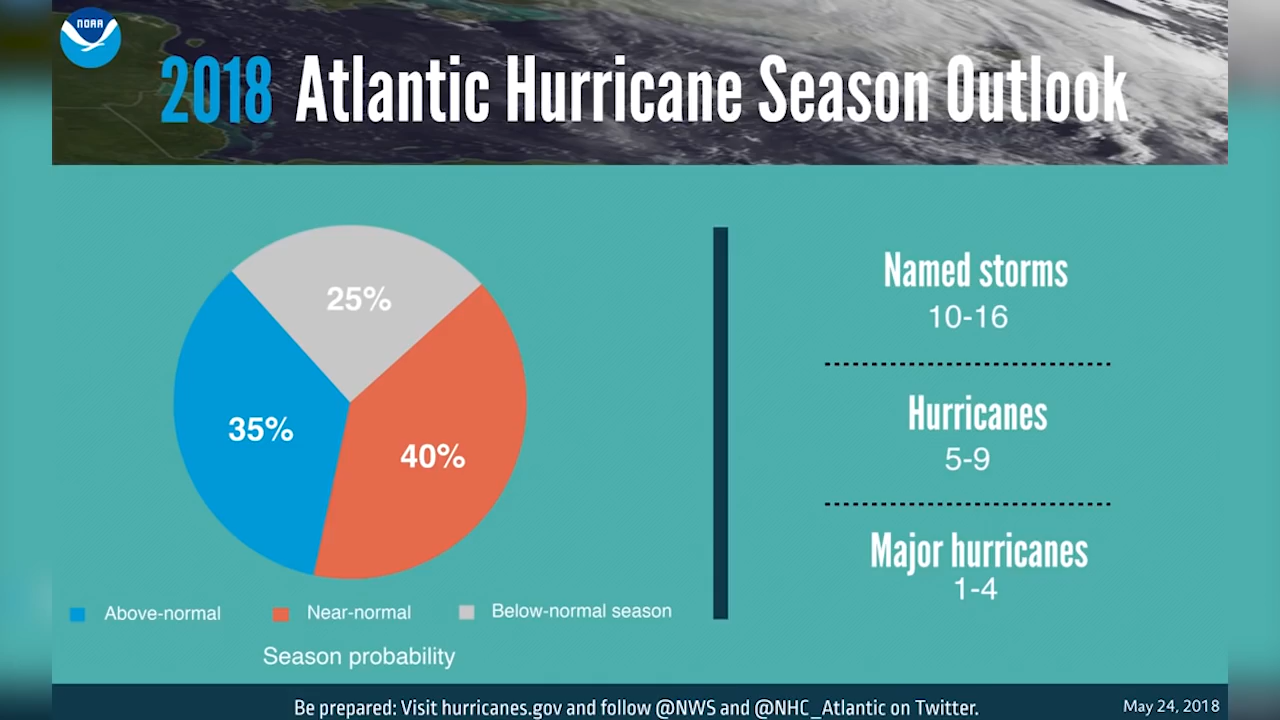 NOAA
2018 Atlantic Hurricane Season Outlook
25%
35%
40%
Above-normal
Near-normal
Below-normal season
Season probability
Named storms
10-16
Hurricanes
5-9
Major hurricanes
1-4
Be prepared: Visit hurricanes.gov and follow @NWS and @NHC_Atlantic on Twitter.
May 24, 2018